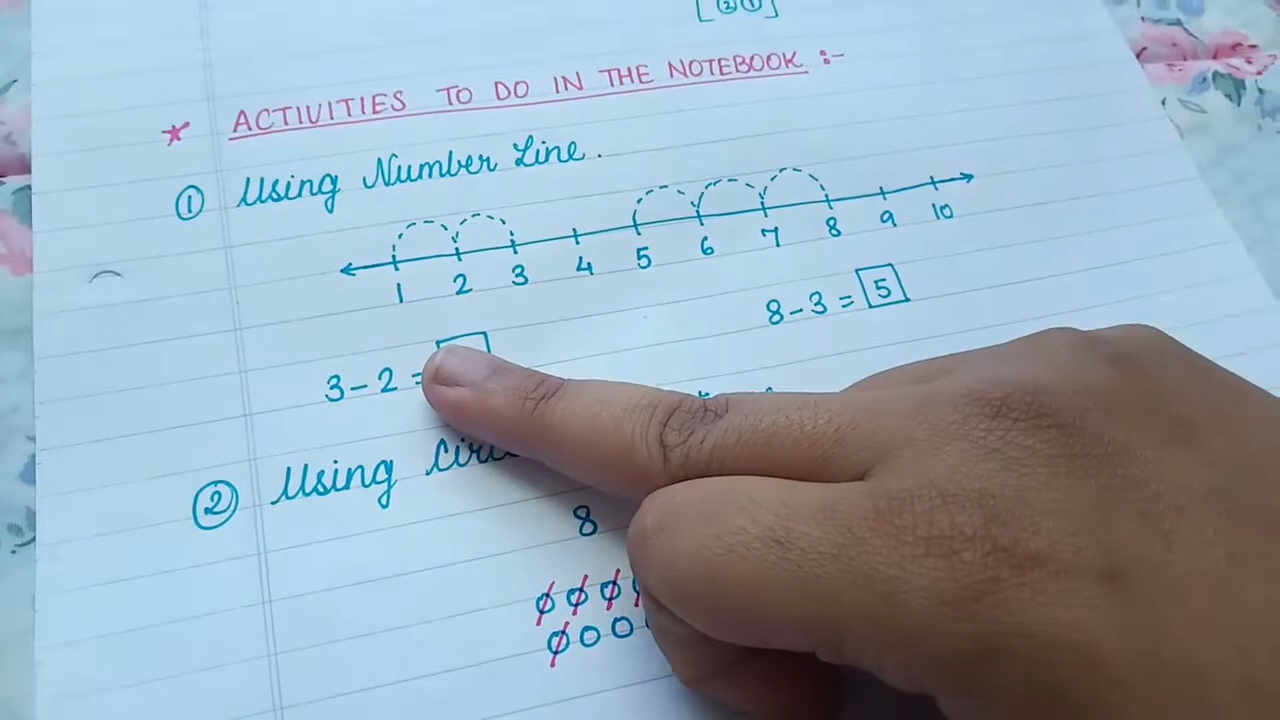 [②①]
★ ACTIVITIES TO DO IN THE NOTEBOOK :-
① Using Number Line.
1 2 3 4 5 6 7 8 9 10
8-3 = 5
3-2 =
② Using
8